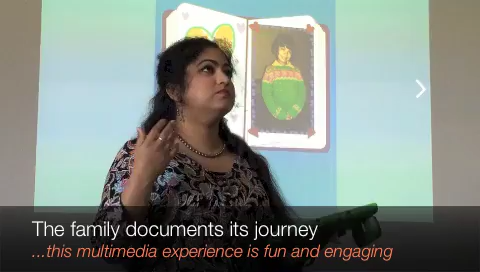 The family documents its journey
...this multimedia experience is fun and engaging